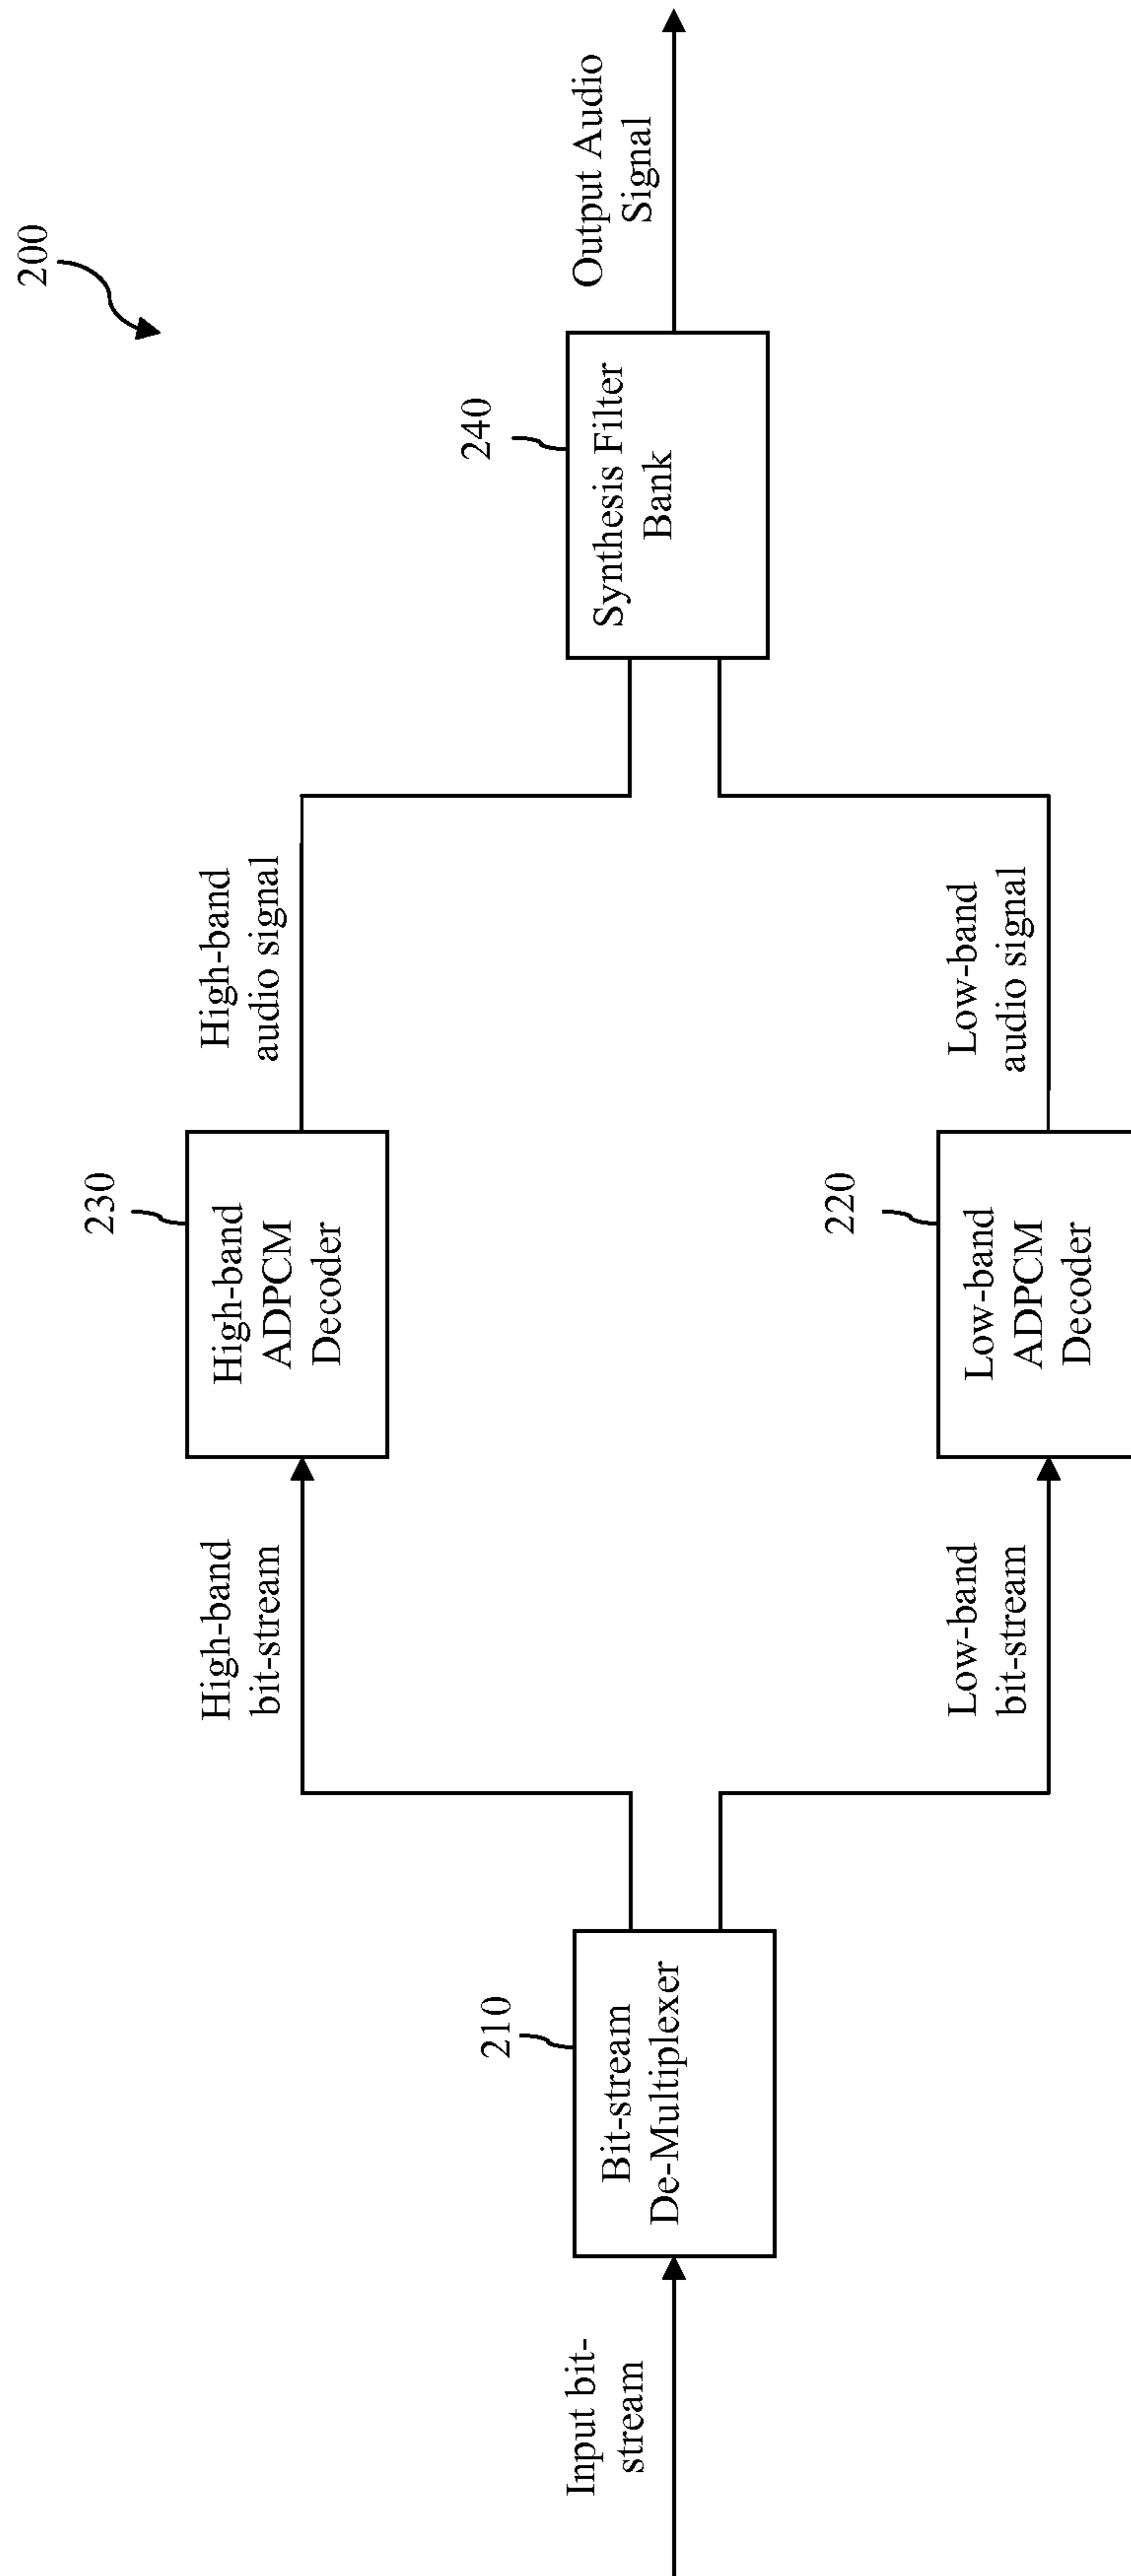 200
Input bit-
stream
210
Bit-stream
De-Multiplexer
High-band
bit-stream
230
High-band
ADPCM
Decoder
High-band
audio signal
Low-band
bit-stream
220
Low-band
ADPCM
Decoder
Low-band
audio signal
240
Synthesis Filter
Bank
Output Audio
Signal